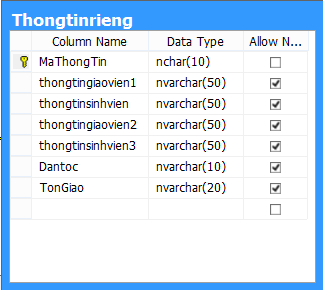 Thongtinrieng
Column Name Data Type Allow N...
MaThongTin nchar(10)
thongtingiaovien1 nvarchar(50)
thongtinsinhvien nvarchar(50)
thongtingiaovien2 nvarchar(50)
thongtinsinhvien3 nvarchar(50)
Dantoc nvarchar(10)
TonGiao nvarchar(20)